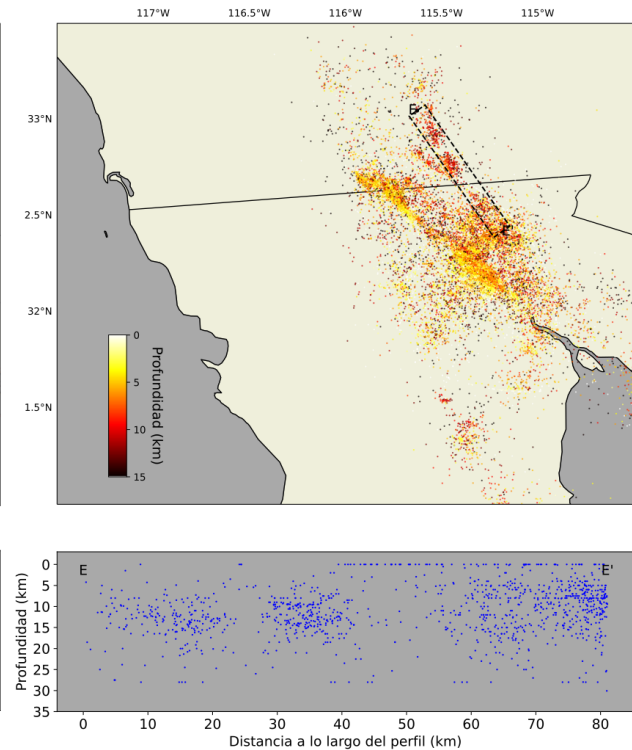 117°W 116.5°W 116°W 115.5°W 115°W
33°N
2.5°N
32°N
1.5°N
E
E'
0
5
10
15
Profundidad (km)
E
E'
0
5
10
15
20
25
30
35
Profundidad (km)
0 10 20 30 40 50 60 70 80
Distancia a lo largo del perfil (km)